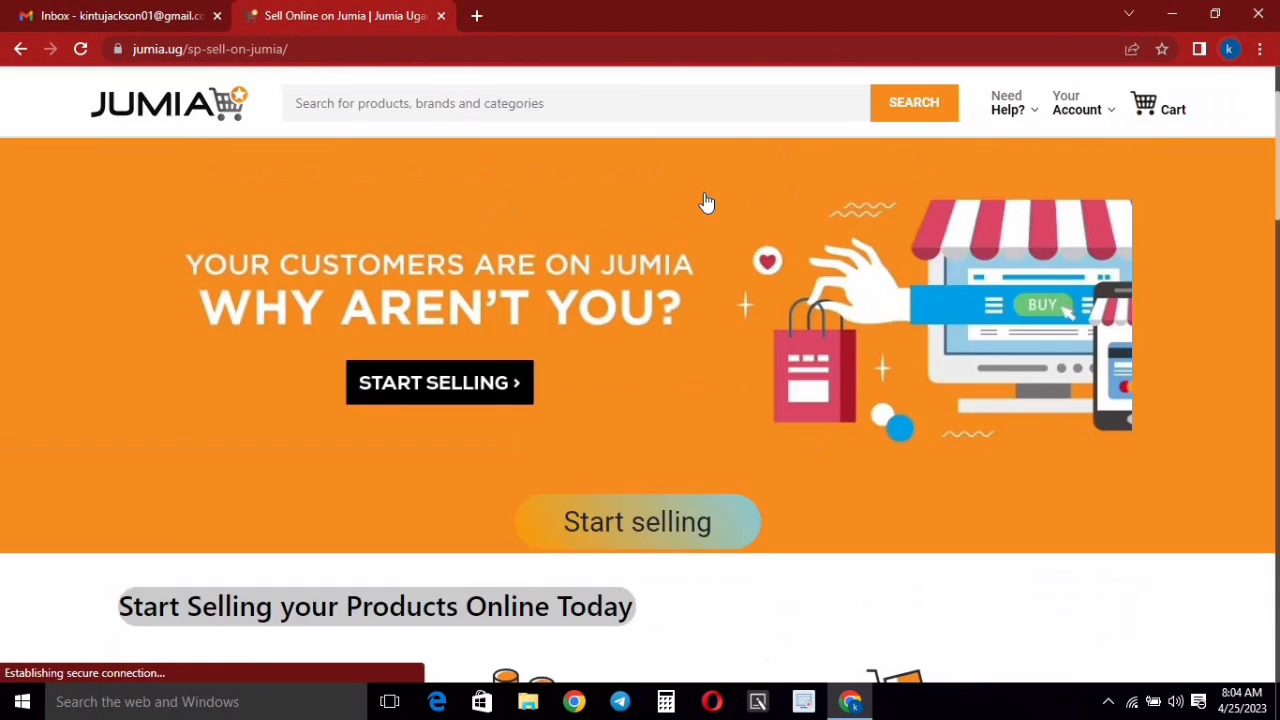 Inbox - kintujackson01@gmail.co
Sell Online on Jumia | Jumia Uga
jumia.ug/sp-sell-on-jumia/
k
JUMIA
Search for products, brands and categories
SEARCH
Need
Help?
Your
Account
Cart
YOUR CUSTOMERS ARE ON JUMIA
WHY AREN'T YOU?
START SELLING ›
BUY
Start selling
Start Selling your Products Online Today
Establishing secure connection...
Search the web and Windows
8:04 AM
4/25/2023